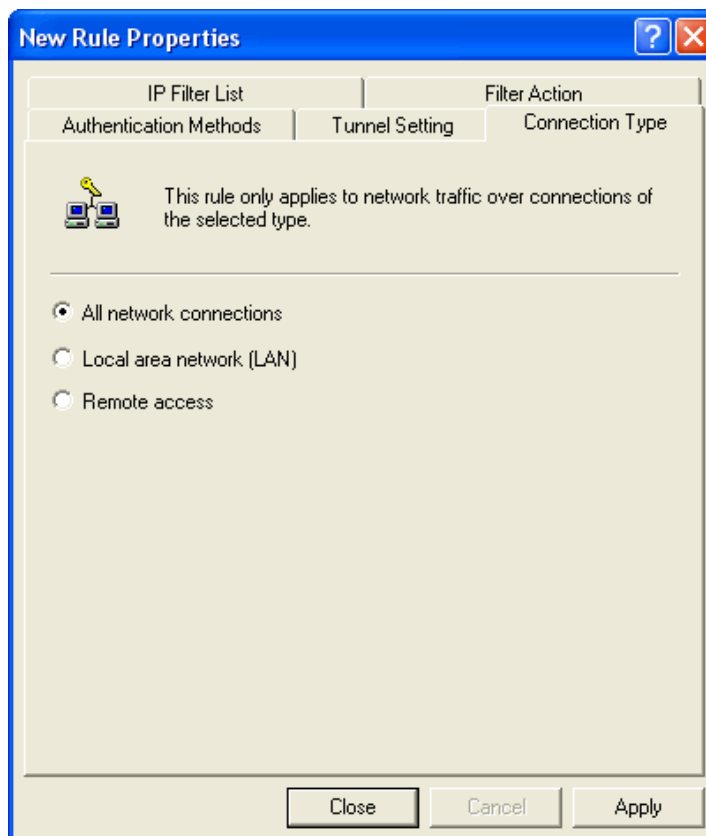 New Rule Properties
?
IP Filter List
Filter Action
Authentication Methods
Tunnel Setting
Connection Type
This rule only applies to network traffic over connections of
the selected type.
All network connections
Local area network (LAN)
Remote access
Close
Cancel
Apply